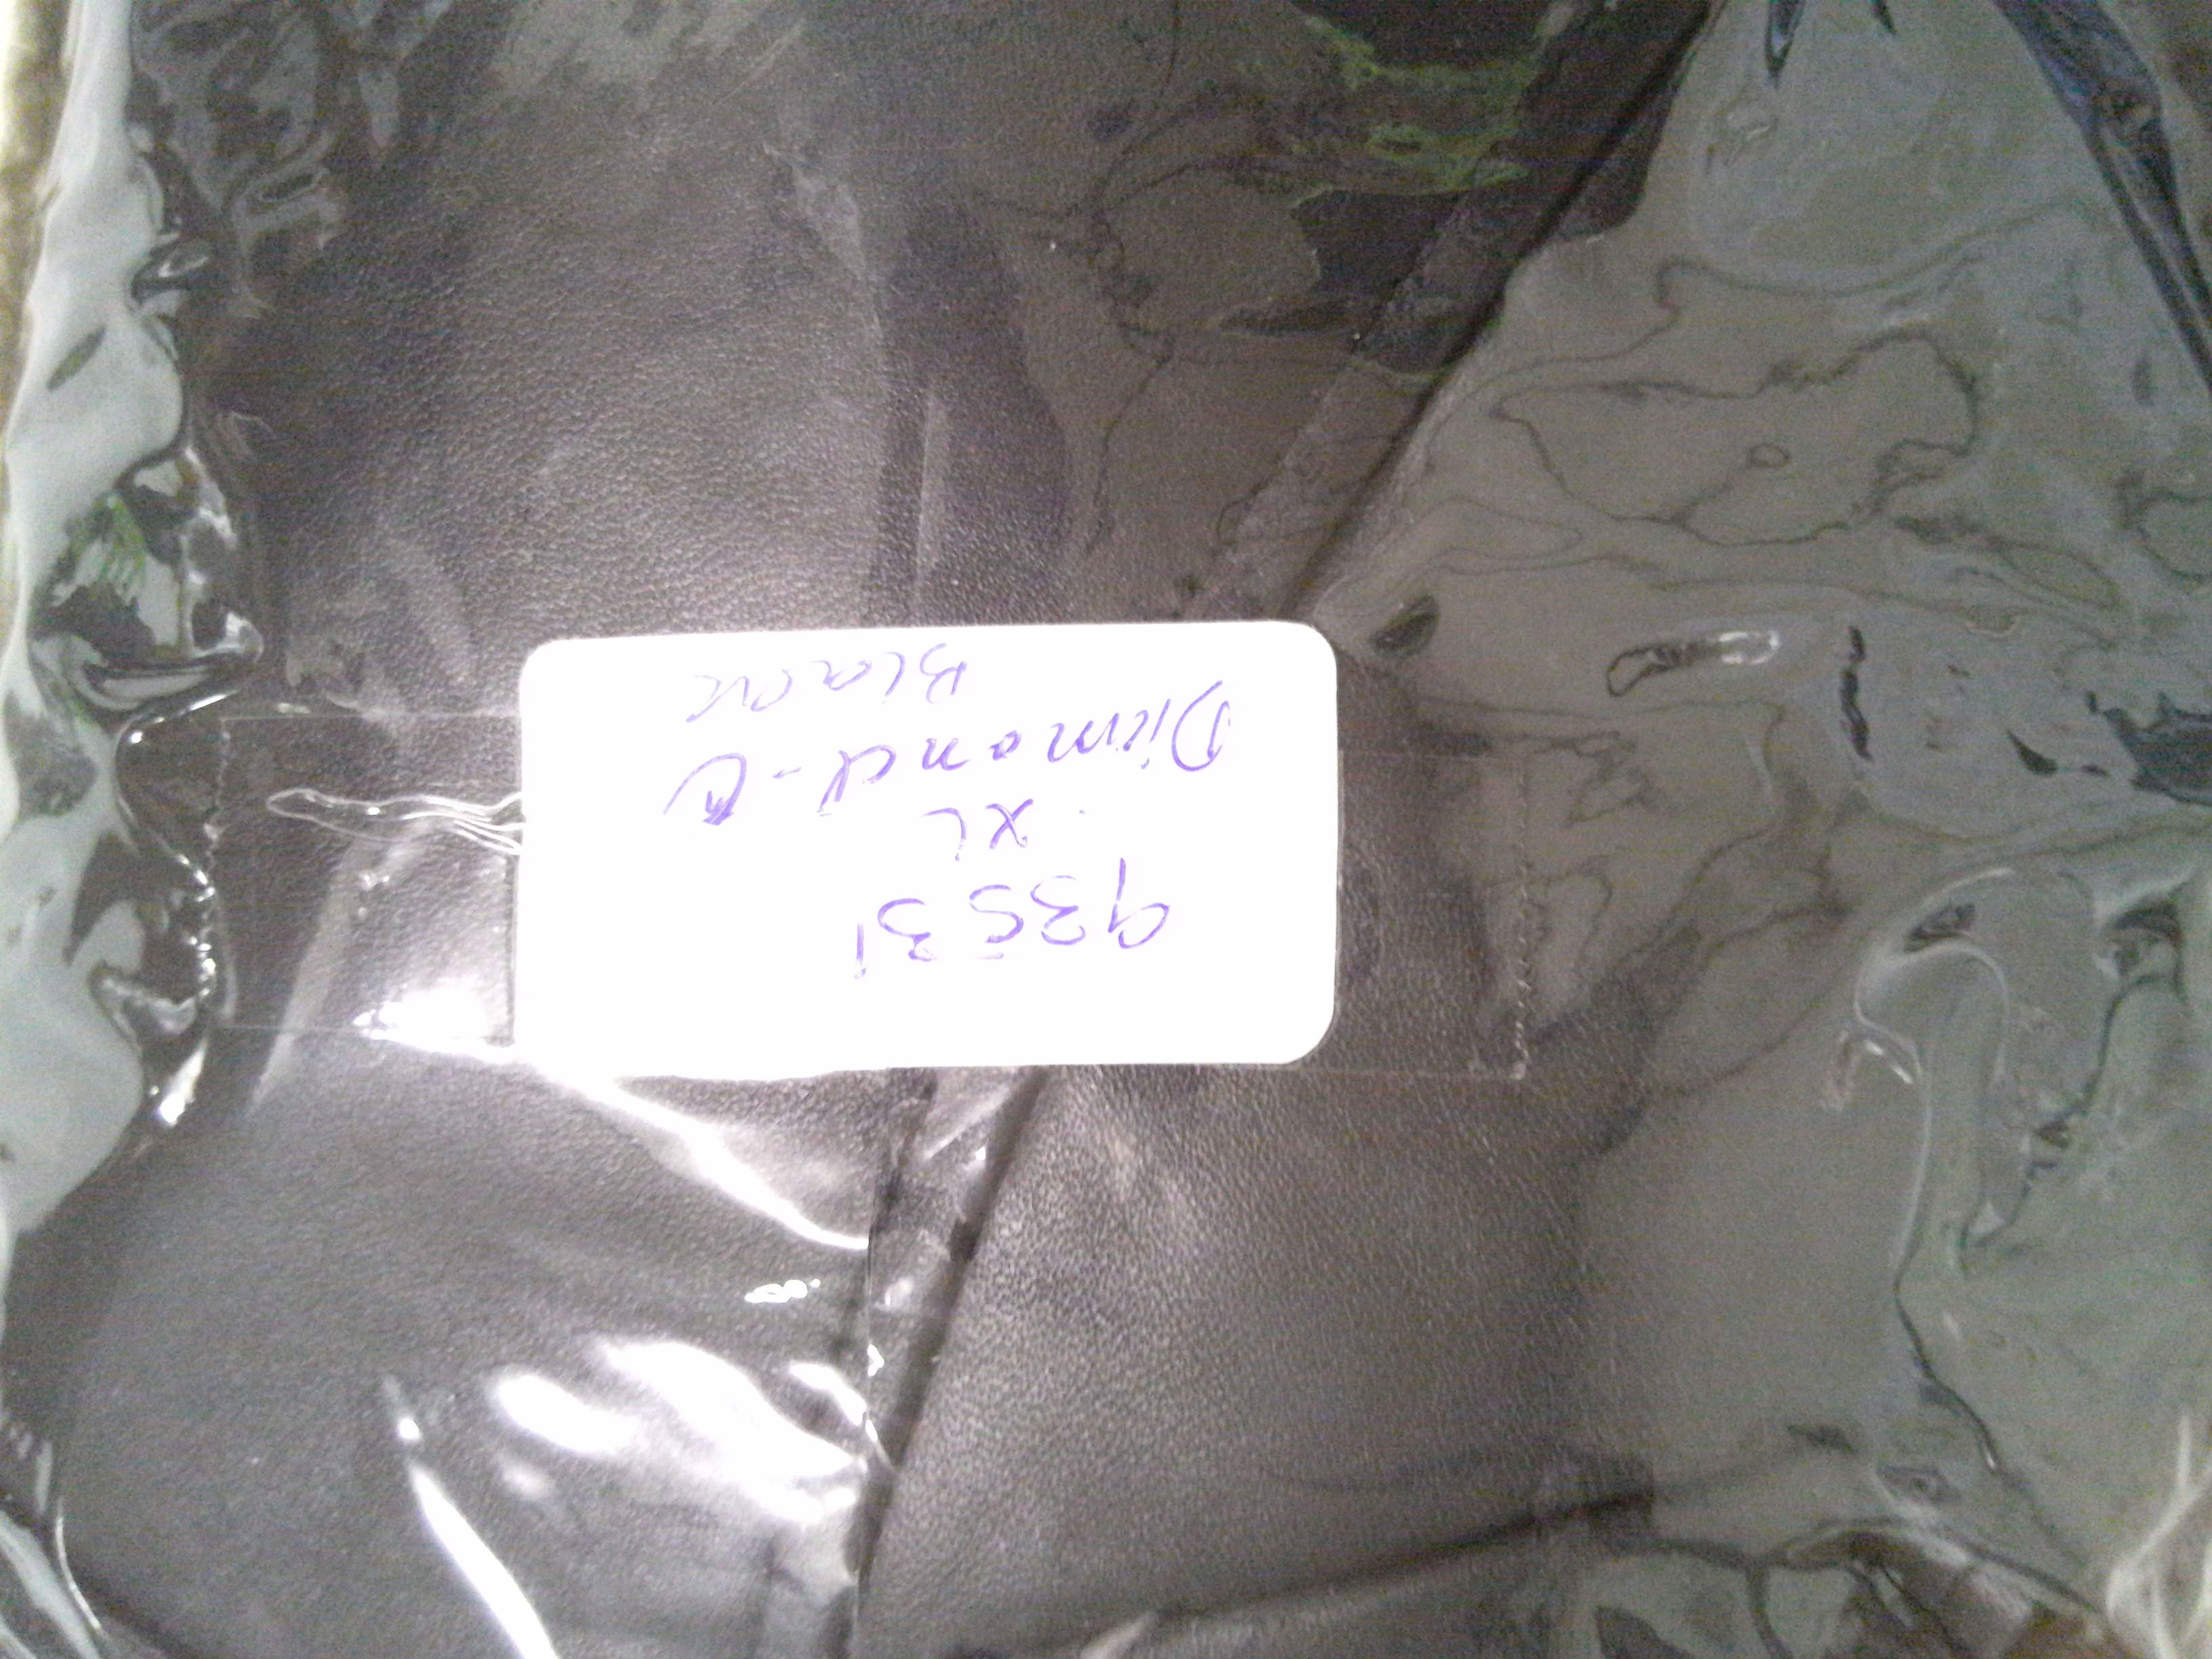 93531
XL
Diamond-
Black